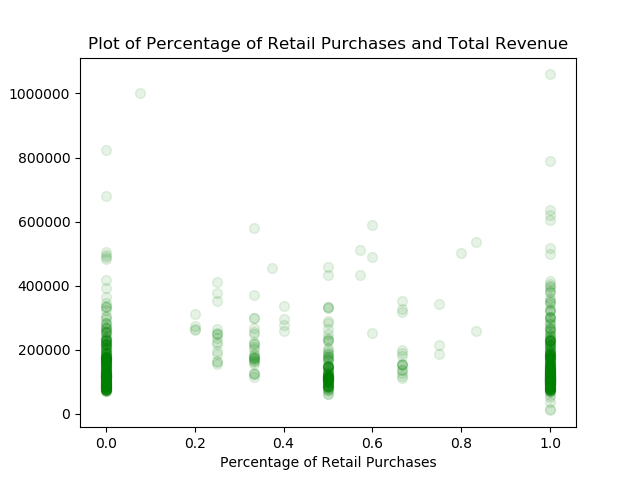 Plot of Percentage of Retail Purchases and Total Revenue
1000000
800000
600000
400000
200000
0
0.0 0.2 0.4 0.6 0.8 1.0
Percentage of Retail Purchases